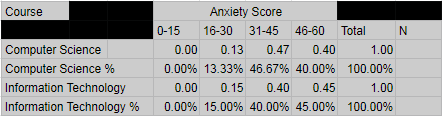 Course Anxiety Score
0-15 16-30 31-45 46-60 Total N
Computer Science 0.00 0.13 0.47 0.40 1.00
Computer Science % 0.00% 13.33% 46.67% 40.00% 100.00%
Information Technology 0.00 0.15 0.40 0.45 1.00
Information Technology % 0.00% 15.00% 40.00% 45.00% 100.00%